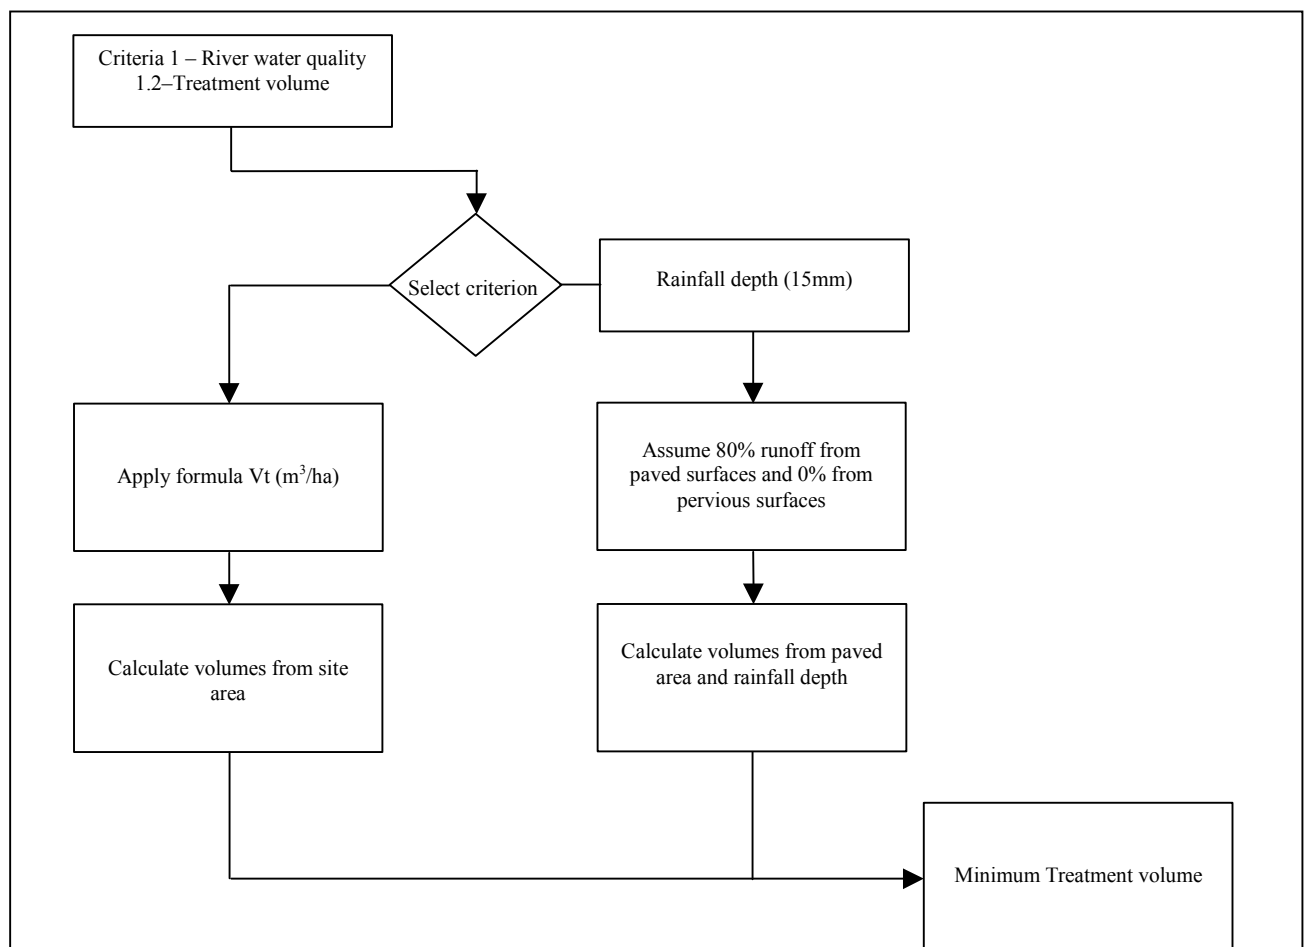 Criteria 1 – River water quality
1.2–Treatment volume
Select criterion
Rainfall depth (15mm)
Apply formula Vt (m³/ha)
Assume 80% runoff from
paved surfaces and 0% from
pervious surfaces
Calculate volumes from site
area
Calculate volumes from paved
area and rainfall depth
Minimum Treatment volume